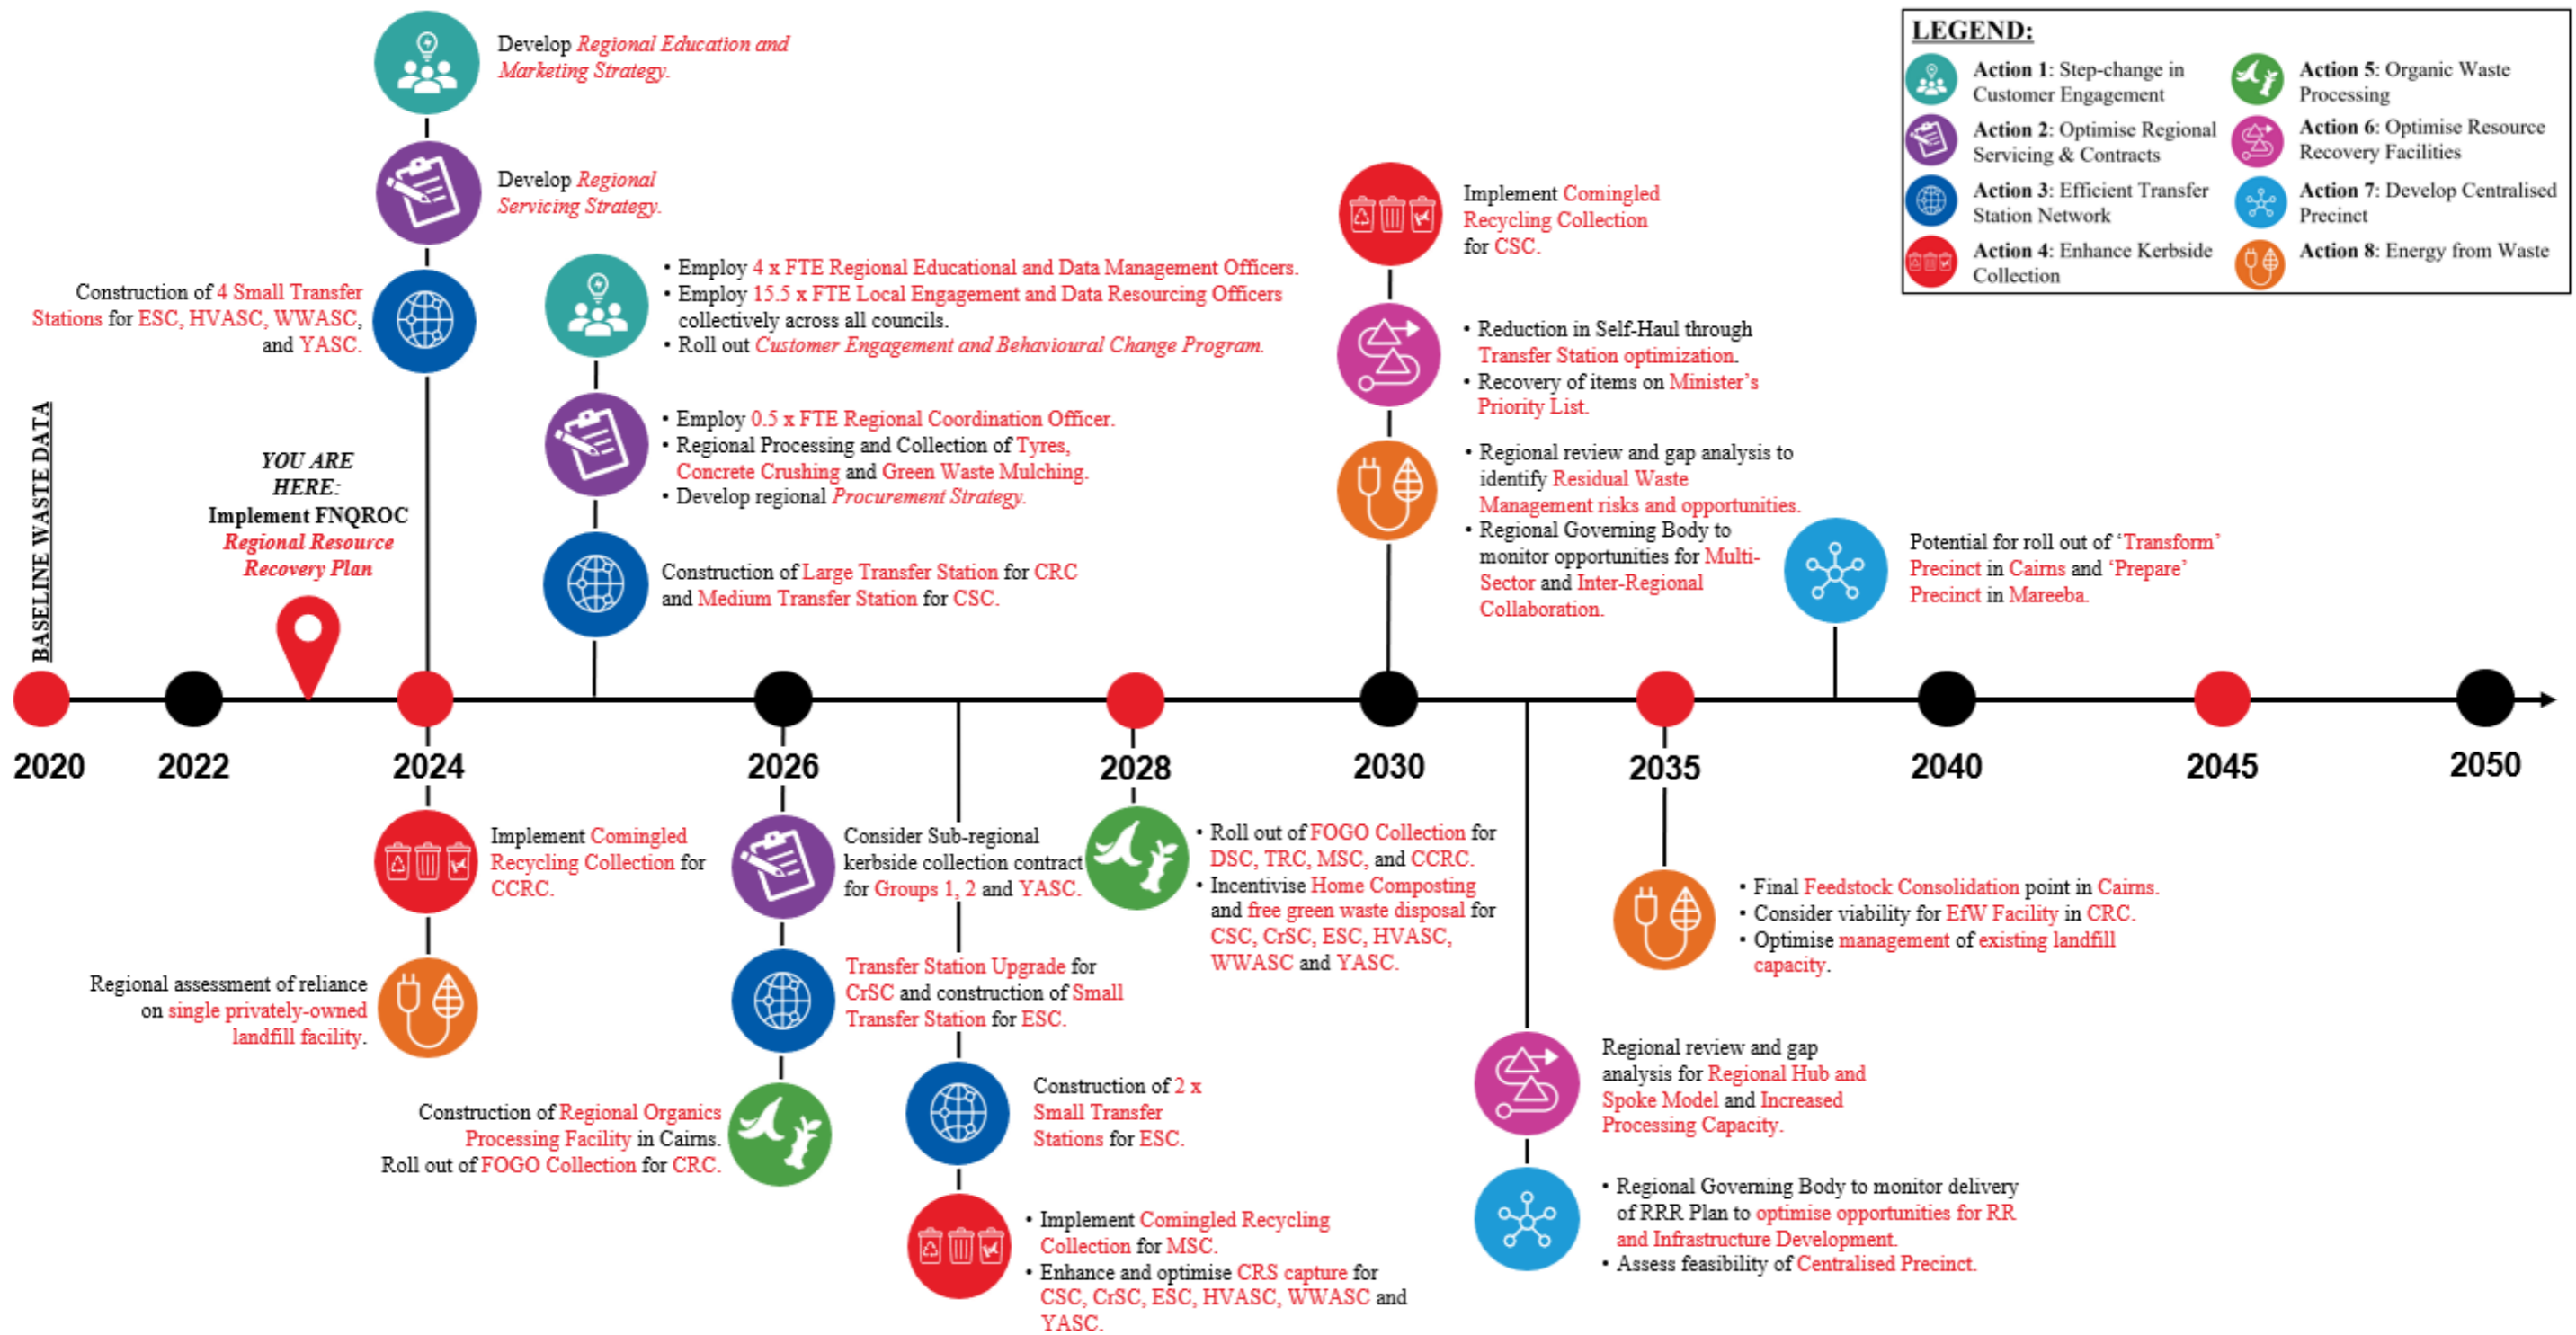 Develop Regional Education and
Marketing Strategy.
Develop Regional
Servicing Strategy.
Construction of 4 Small Transfer
Stations for ESC, HVASC, WWASC,
and YASC.
• Employ 4 x FTE Regional Educational and Data Management Officers.
• Employ 15.5 x FTE Local Engagement and Data Resourcing Officers
collectively across all councils.
• Roll out Customer Engagement and Behavioural Change Program.
• Employ 0.5 x FTE Regional Coordination Officer.
• Regional Processing and Collection of Tyres,
Concrete Crushing and Green Waste Mulching.
• Develop regional Procurement Strategy.
Construction of Large Transfer Station for CRC
and Medium Transfer Station for CSC.
Implement Comingled
Recycling Collection
for CSC.
• Reduction in Self-Haul through
Transfer Station optimization.
• Recovery of items on Minister's
Priority List.
• Regional review and gap analysis to
identify Residual Waste
Management risks and opportunities.
• Regional Governing Body to
monitor opportunities for Multi-
Sector and Inter-Regional
Collaboration.
Potential for roll out of ‘Transform’
Precinct in Cairns and ‘Prepare’
Precinct in Mareeba.
LEGEND:
Action 1: Step-change in
Customer Engagement
Action 2: Optimise Regional
Servicing & Contracts
Action 3: Efficient Transfer
Station Network
Action 4: Enhance Kerbside
Collection
Action 5: Organic Waste
Processing
Action 6: Optimise Resource
Recovery Facilities
Action 7: Develop Centralised
Precinct
Action 8: Energy from Waste
BASELINE WASTE DATA
YOU ARE
HERE:
Implement FNQROC
Regional Resource
Recovery Plan
2020
2022
2024
2026
2028
2030
2035
2040
2045
2050
Implement Comingled
Recycling Collection for
CCRC.
Regional assessment of reliance
on single privately-owned
landfill facility.
Consider Sub-regional
kerbside collection contract
for Groups 1, 2 and YASC.
Transfer Station Upgrade for
CrSC and construction of Small
Transfer Station for ESC.
Construction of Regional Organics
Processing Facility in Cairns.
Roll out of FOGO Collection for CRC.
Construction of 2 x
Small Transfer
Stations for ESC.
• Implement Comingled Recycling
Collection for MSC.
• Enhance and optimise CRS capture for
CSC, CrSC, ESC, HVASC, WWASC and
YASC.
• Roll out of FOGO Collection for
DSC, TRC, MSC, and CCRC.
• Incentivise Home Composting
and free green waste disposal for
CSC, CrSC, ESC, HVASC,
WWASC and YASC.
• Final Feedstock Consolidation point in Cairns.
• Consider viability for EfW Facility in CRC.
• Optimise management of existing landfill
capacity.
Regional review and gap
analysis for Regional Hub and
Spoke Model and Increased
Processing Capacity.
• Regional Governing Body to monitor delivery
of RRR Plan to optimise opportunities for RR
and Infrastructure Development.
• Assess feasibility of Centralised Precinct.